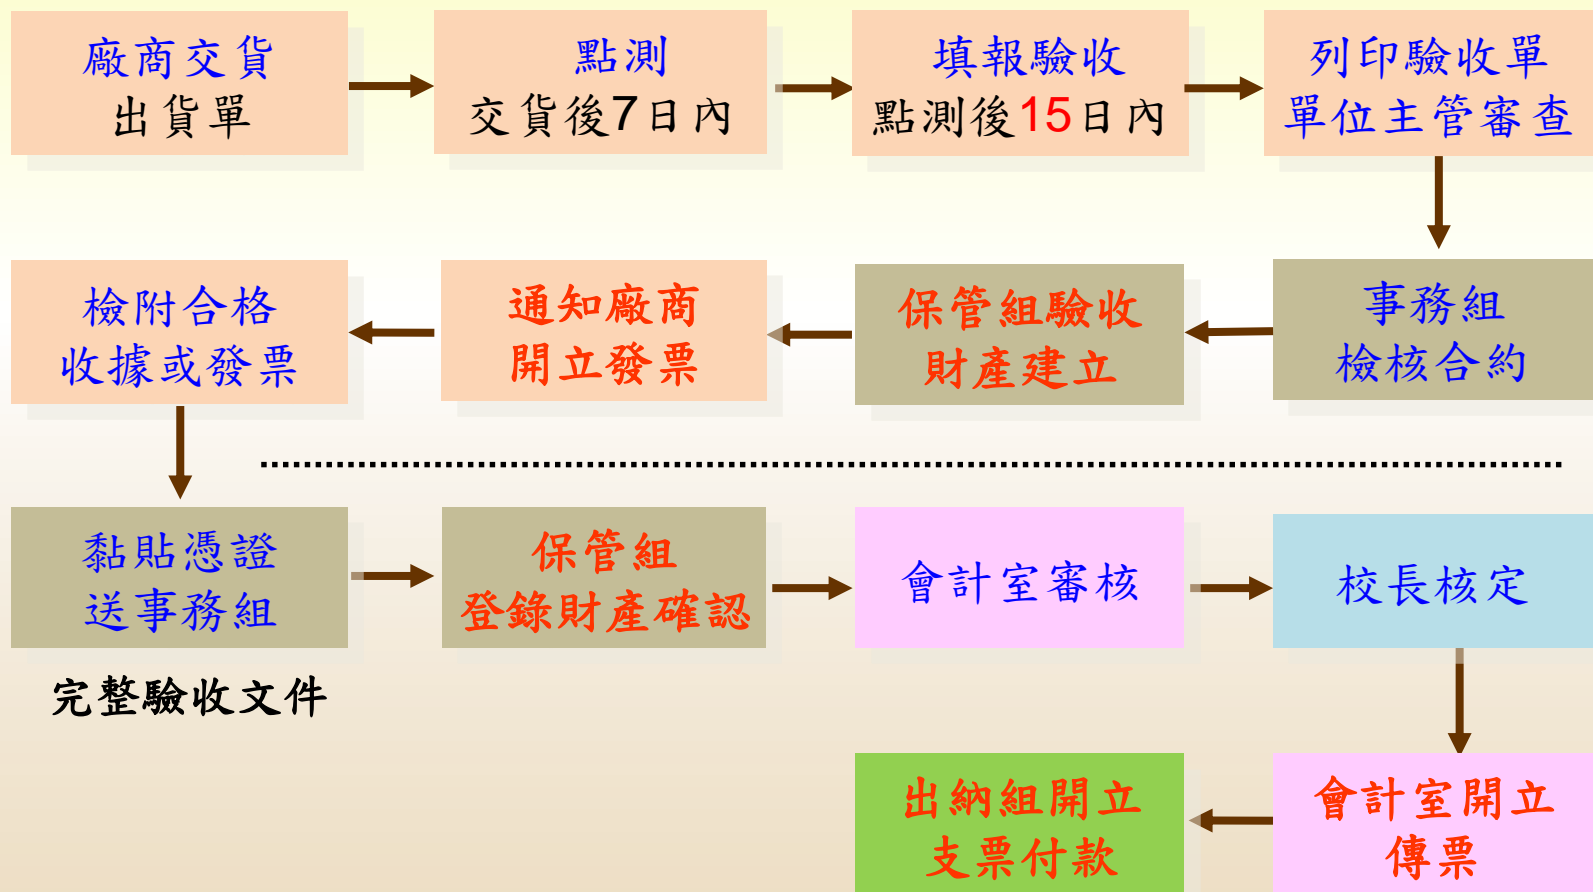 廠商交貨
出貨單
點測
交貨後7日內
填報驗收
點測後15日內
列印驗收單
單位主管審查
事務組
檢核合約
保管組驗收
財產建立
通知廠商
開立發票
檢附合格
收據或發票
黏貼憑證
送事務組
完整驗收文件
保管組
登錄財產確認
會計室審核
校長核定
會計室開立
傳票
出納組開立
支票付款